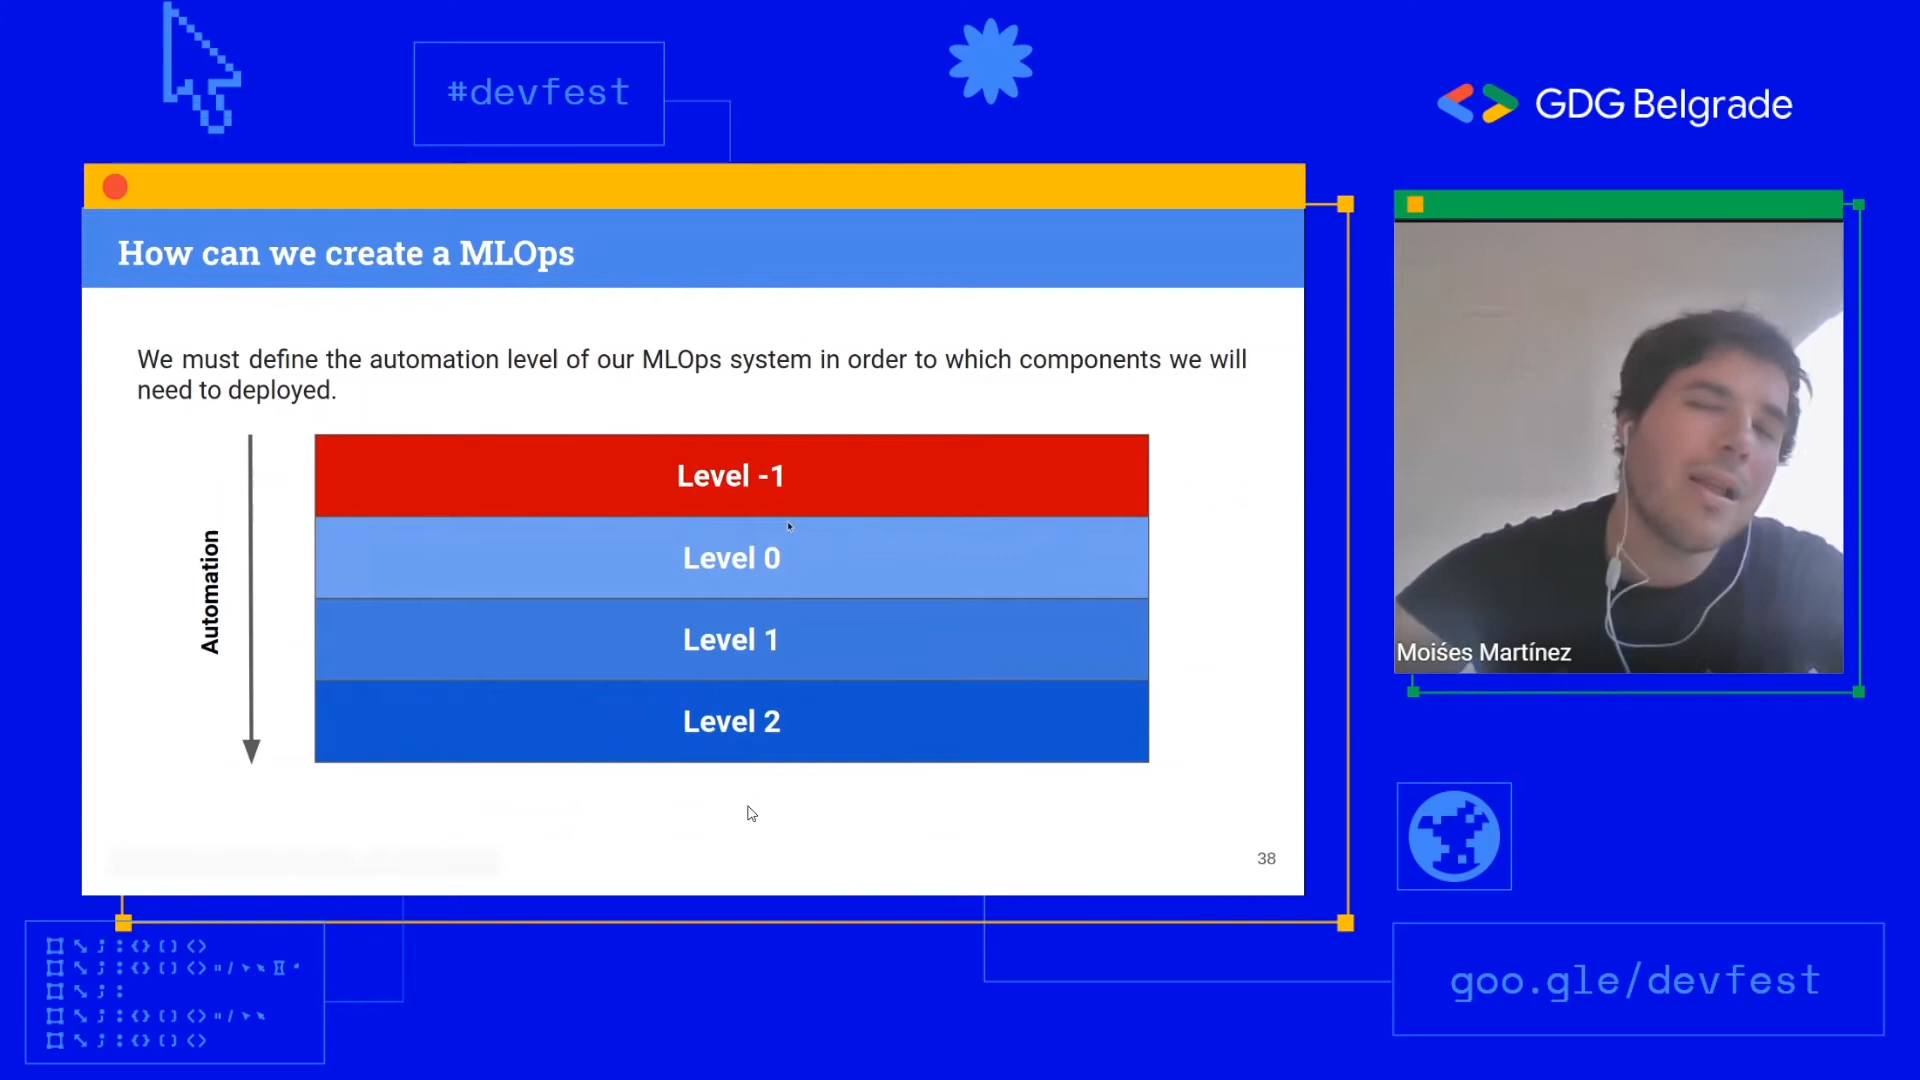 #devfest
GDG Belgrade
How can we create a MLOps
We must define the automation level of our MLOps system in order to which components we will
need to deployed.
Automation
Level -1
Level 0
Level 1
Level 2
38
Moiśes Martínez
goo.gle/devfest